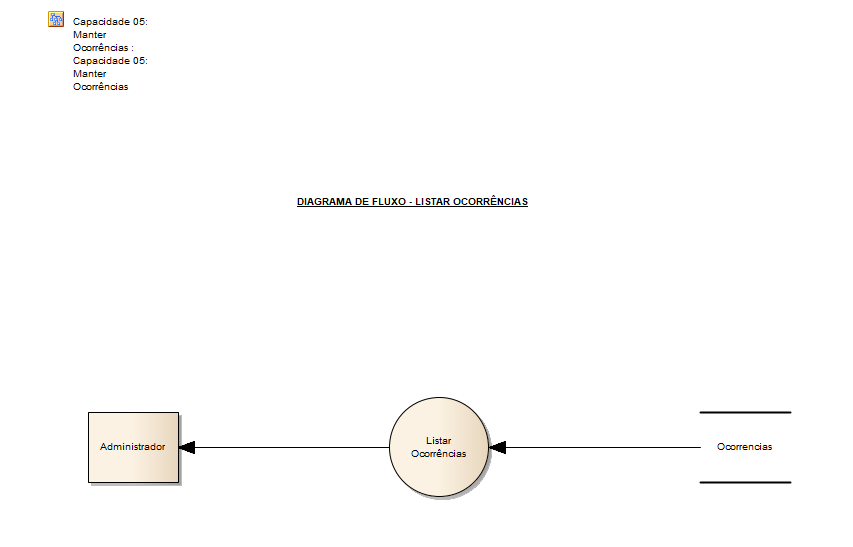 Capacidade 05:
Manter
Ocorrências :
Capacidade 05:
Manter
Ocorrências
DIAGRAMA DE FLUXO - LISTAR OCORRÊNCIAS
Administrador
Listar
Ocorrências
Ocorrencias